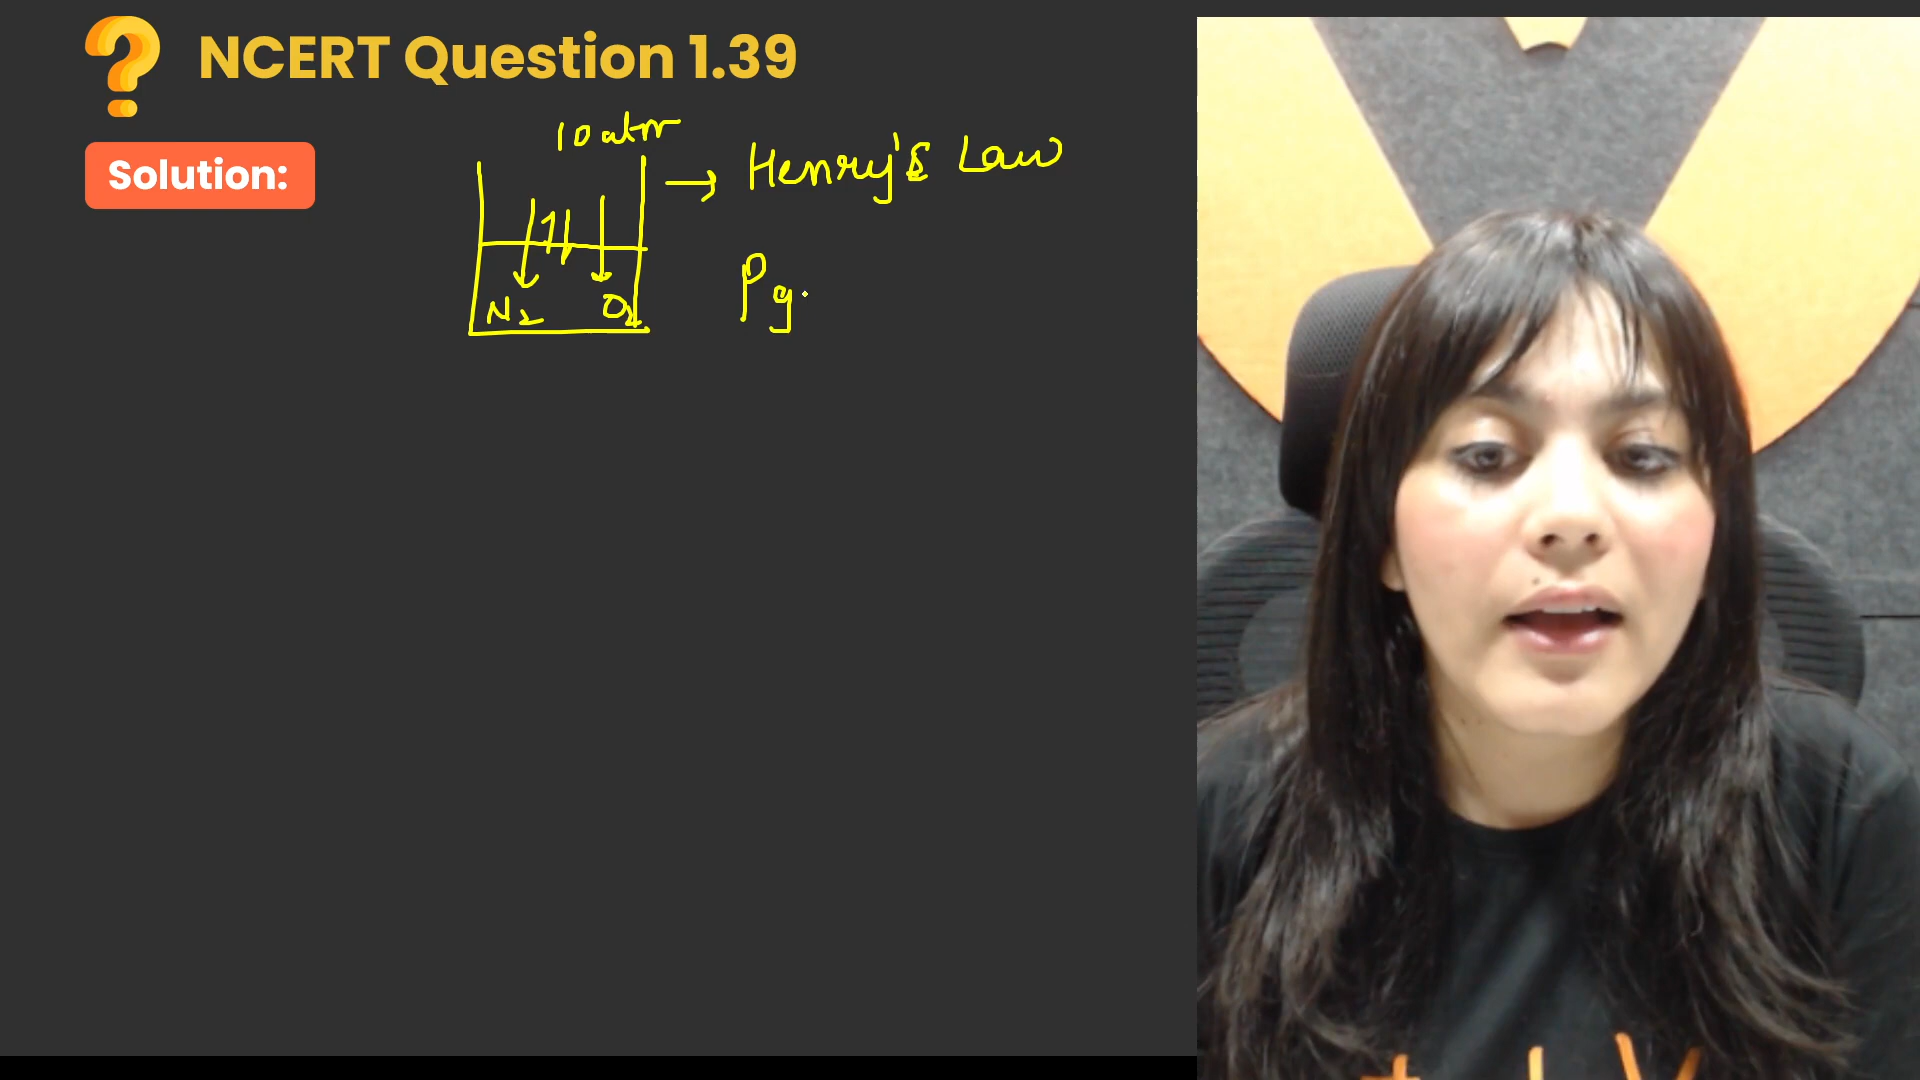 NCERT Question 1.39
Solution:
10 atm
→ Henry's Law
N2 O2
Pg.